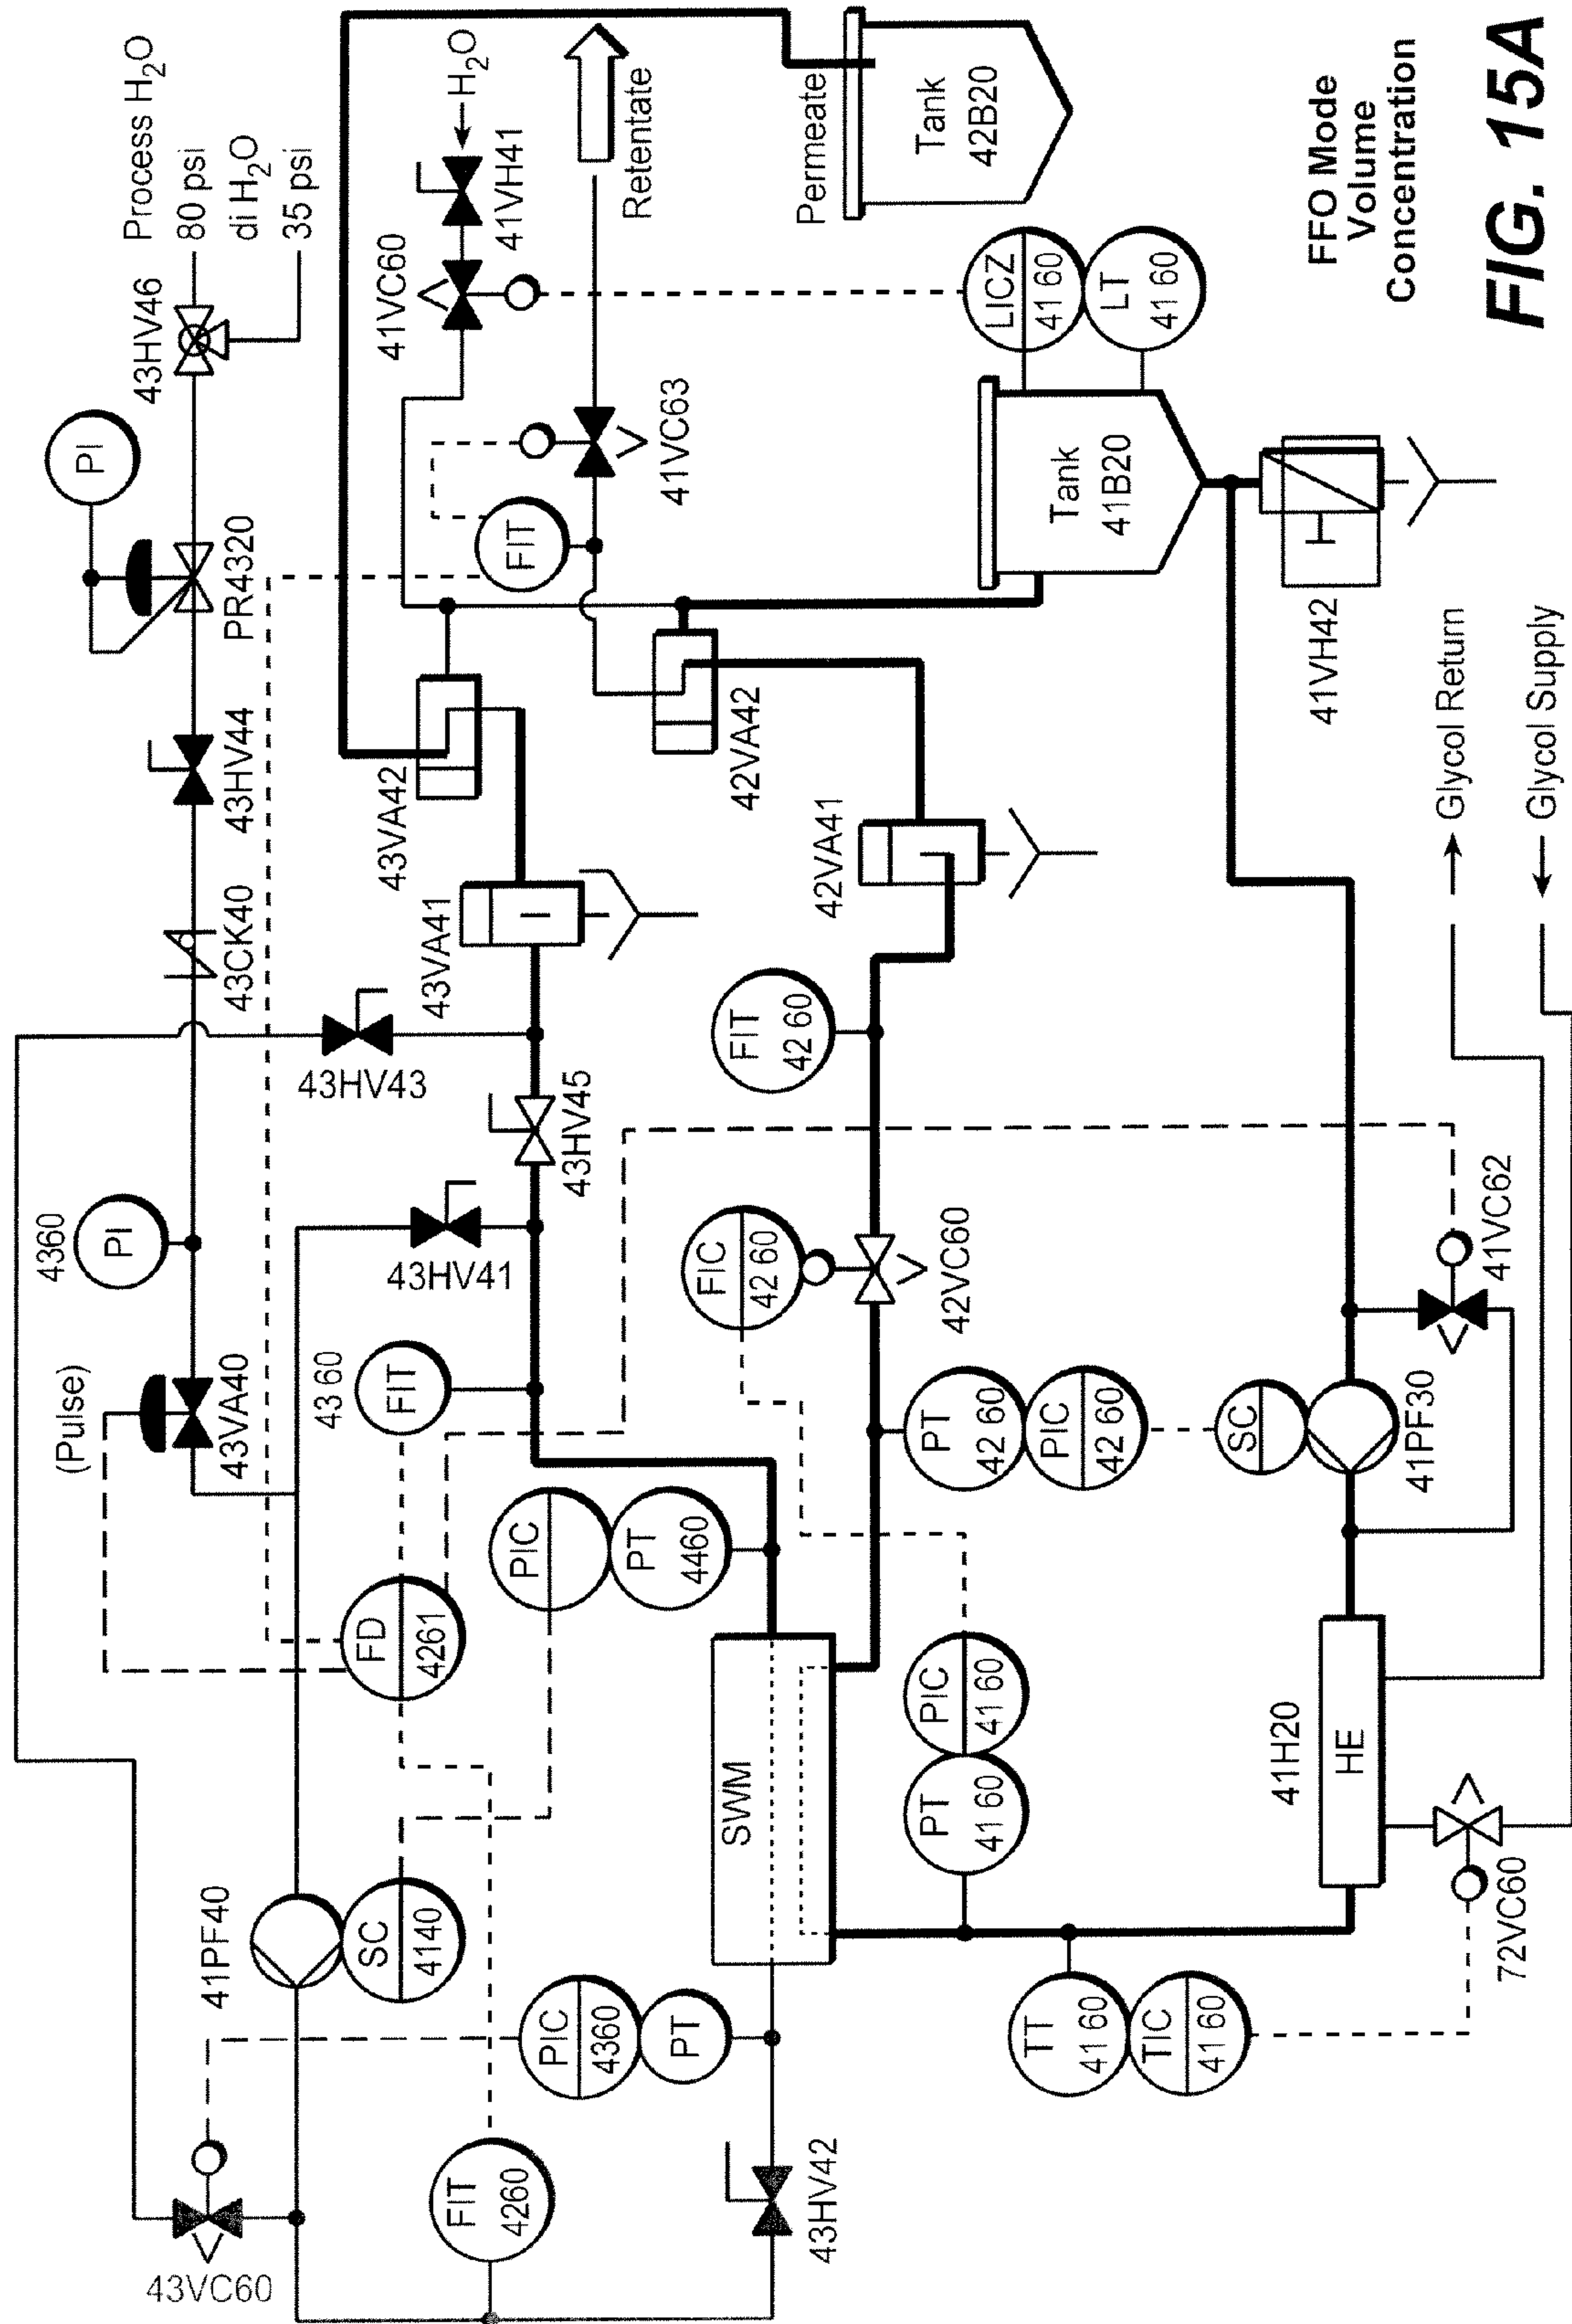 Process H2O
80 psi
di H2O
35 psi
43HV46
PI
PR4320
43HV44
43CK40
4360
PI
(Pulse)
43VA40
H2O
41VH41
41VC60
Retentate
41VC63
FIT
43VA42
42VA42
43VA41
43HV43
43HV45
43HV41
43 60
FIT
FD
4261
41PF40
SC
4140
43VC60
PIC
4360
PT
FIT
4260
43HV42
PIC
PT
4460
SWM
Permeate
Tank
42B20
LICZ
41 60
LT
41 60
Tank
41B20
41VH42
42VA41
FIT
42 60
FIC
42 60
42VC60
PT
42 60
PIC
42 60
SC
41PF30
41VC62
PIC
41 60
PT
41 60
TT
41 60
TIC
41 60
41H20
HE
72VC60
Glycol Return
Glycol Supply
FFO Mode
Volume
Concentration
FIG. 15A